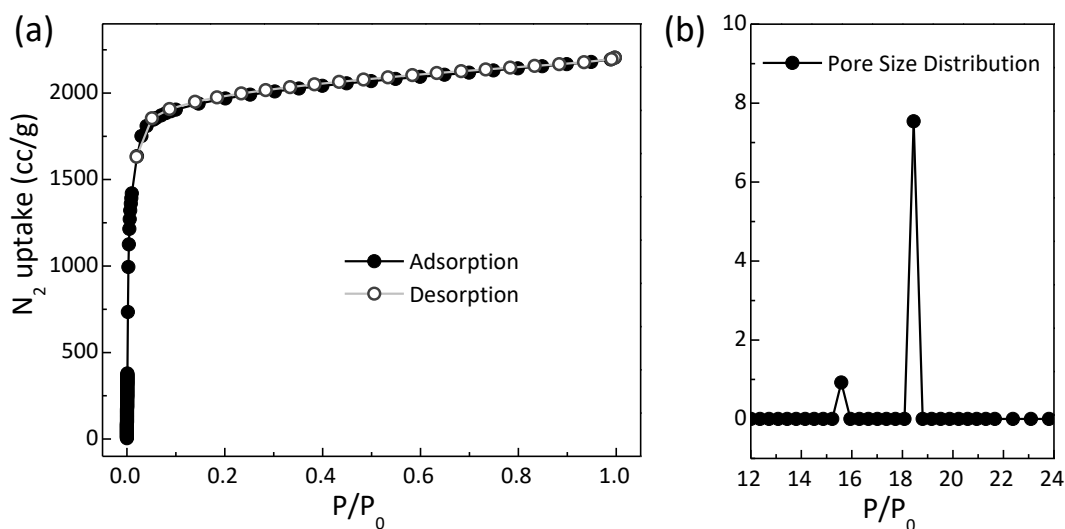 (a)
N2 uptake (cc/g)
2000
1500
1000
500
0
Adsorption
Desorption
0.0 0.2 0.4 0.6 0.8 1.0
P/P0
(b)
10
8
6
4
2
0
Pore Size Distribution
12 14 16 18 20 22 24
P/P0